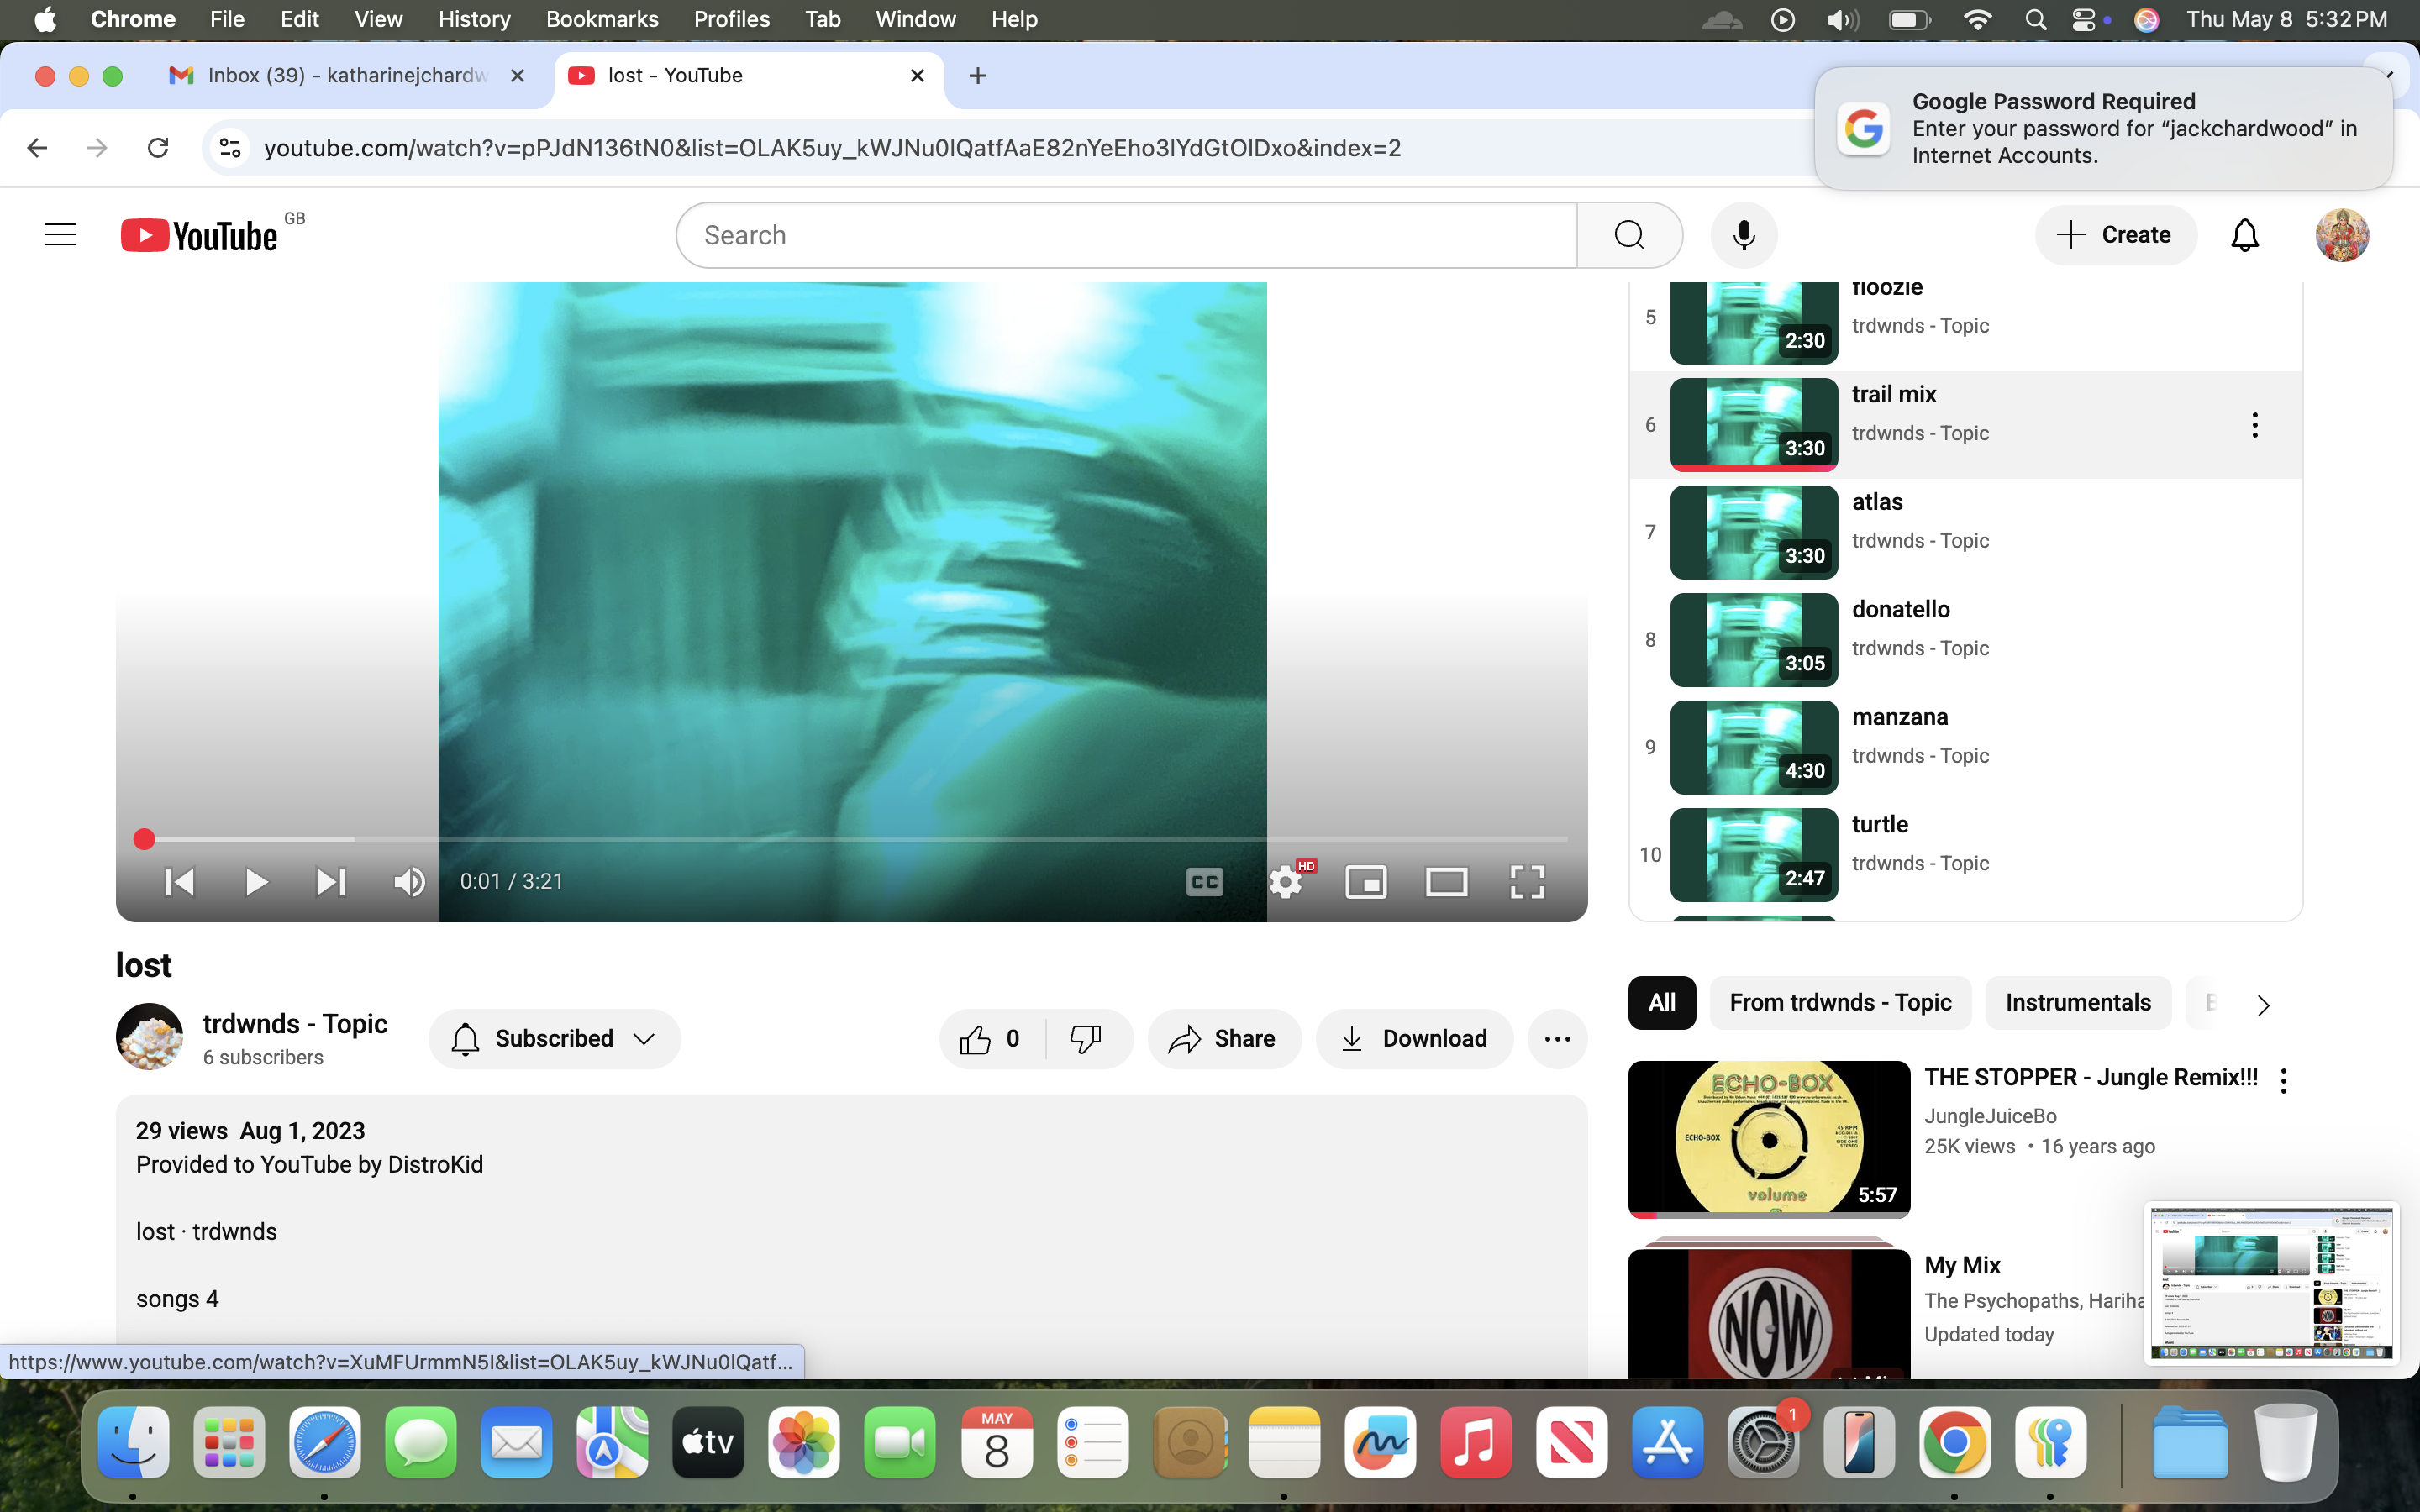 Chrome File Edit View History Bookmarks Profiles Tab Window Help
Thu May 8 5:32 PM
Inbox (39) - katharinejchardw
lost - YouTube
Google Password Required
Enter your password for “jackchardwood” in
Internet Accounts.
youtube.com/watch?v=pPJdN136tN0&list=OLAK5uy_kWJNu0lQatfAaE82nYeEho3lYdGtOlDxo&index=2
YouTube GB
Search
Create
5
2:30
floozie
trdwnds - Topic
6
3:30
trail mix
trdwnds - Topic
7
3:30
atlas
trdwnds - Topic
8
3:05
donatello
trdwnds - Topic
9
4:30
manzana
trdwnds - Topic
10
2:47
turtle
trdwnds - Topic
0:01 / 3:21
CC
HD
lost
trdwnds - Topic
6 subscribers
Subscribed
0
Share
Download
29 views Aug 1, 2023
Provided to YouTube by DistroKid
lost · trdwnds
songs 4
All
From trdwnds - Topic
Instrumentals
ECHO-BOX
ECHO-BOX
45 RPM
volume
5:57
THE STOPPER - Jungle Remix!!!
JungleJuiceBo
25K views • 16 years ago
NOW
My Mix
The Psychopaths, Hariha
Updated today
https://www.youtube.com/watch?v=XuMFUrmmN5I&list=OLAK5uy_kWJNu0lQatf...
tv
MAY
8
1